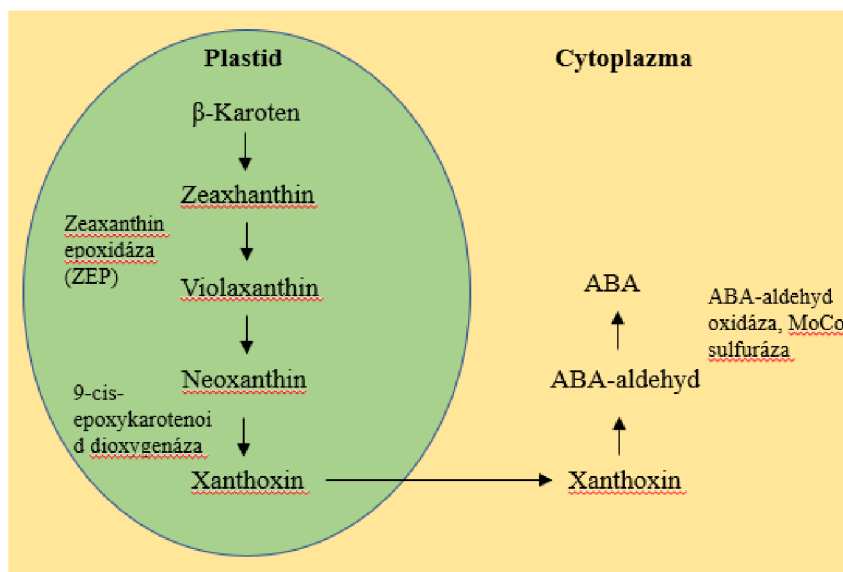 Plastid
Cytoplazma
β-Karoten
Zeaxhanthin
Zeaxanthin
epoxidáza
(ZEP)
Violaxanthin
Neoxanthin
9-cis-
epoxykarotenoi
d dioxygenáza
Xanthoxin
Xanthoxin
ABA-aldehyd
ABA
ABA-aldehyd
oxidáza, MoCo
sulfuráza